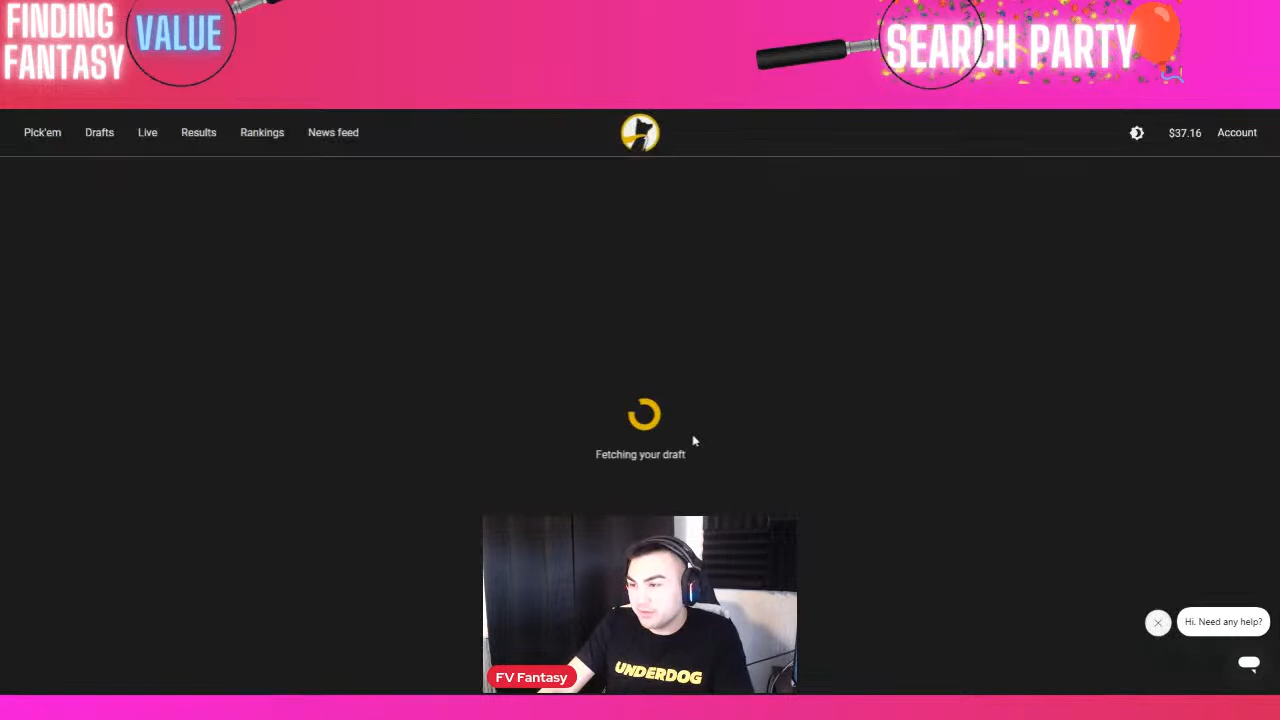 FINDING
FANTASY
VALUE
SEARCH PARTY
Pick'em Drafts Live Results Rankings News feed
$37.16 Account
Fetching your draft
UNDERDOG
FV Fantasy
Hi. Need any help?